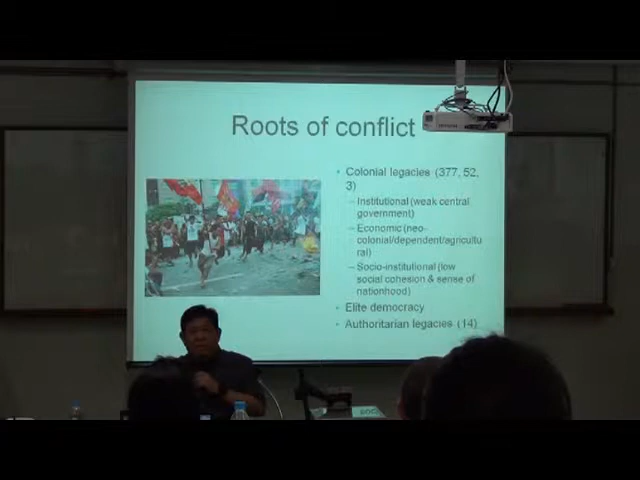 Roots of conflict
• Colonial legacies (377, 52,
3)
– Institutional (weak central
government)
– Economic (neo-
colonial/dependent/agricultu
ral)
– Socio-institutional (low
social cohesion & sense of
nationhood)
• Elite democracy
• Authoritarian legacies (14)